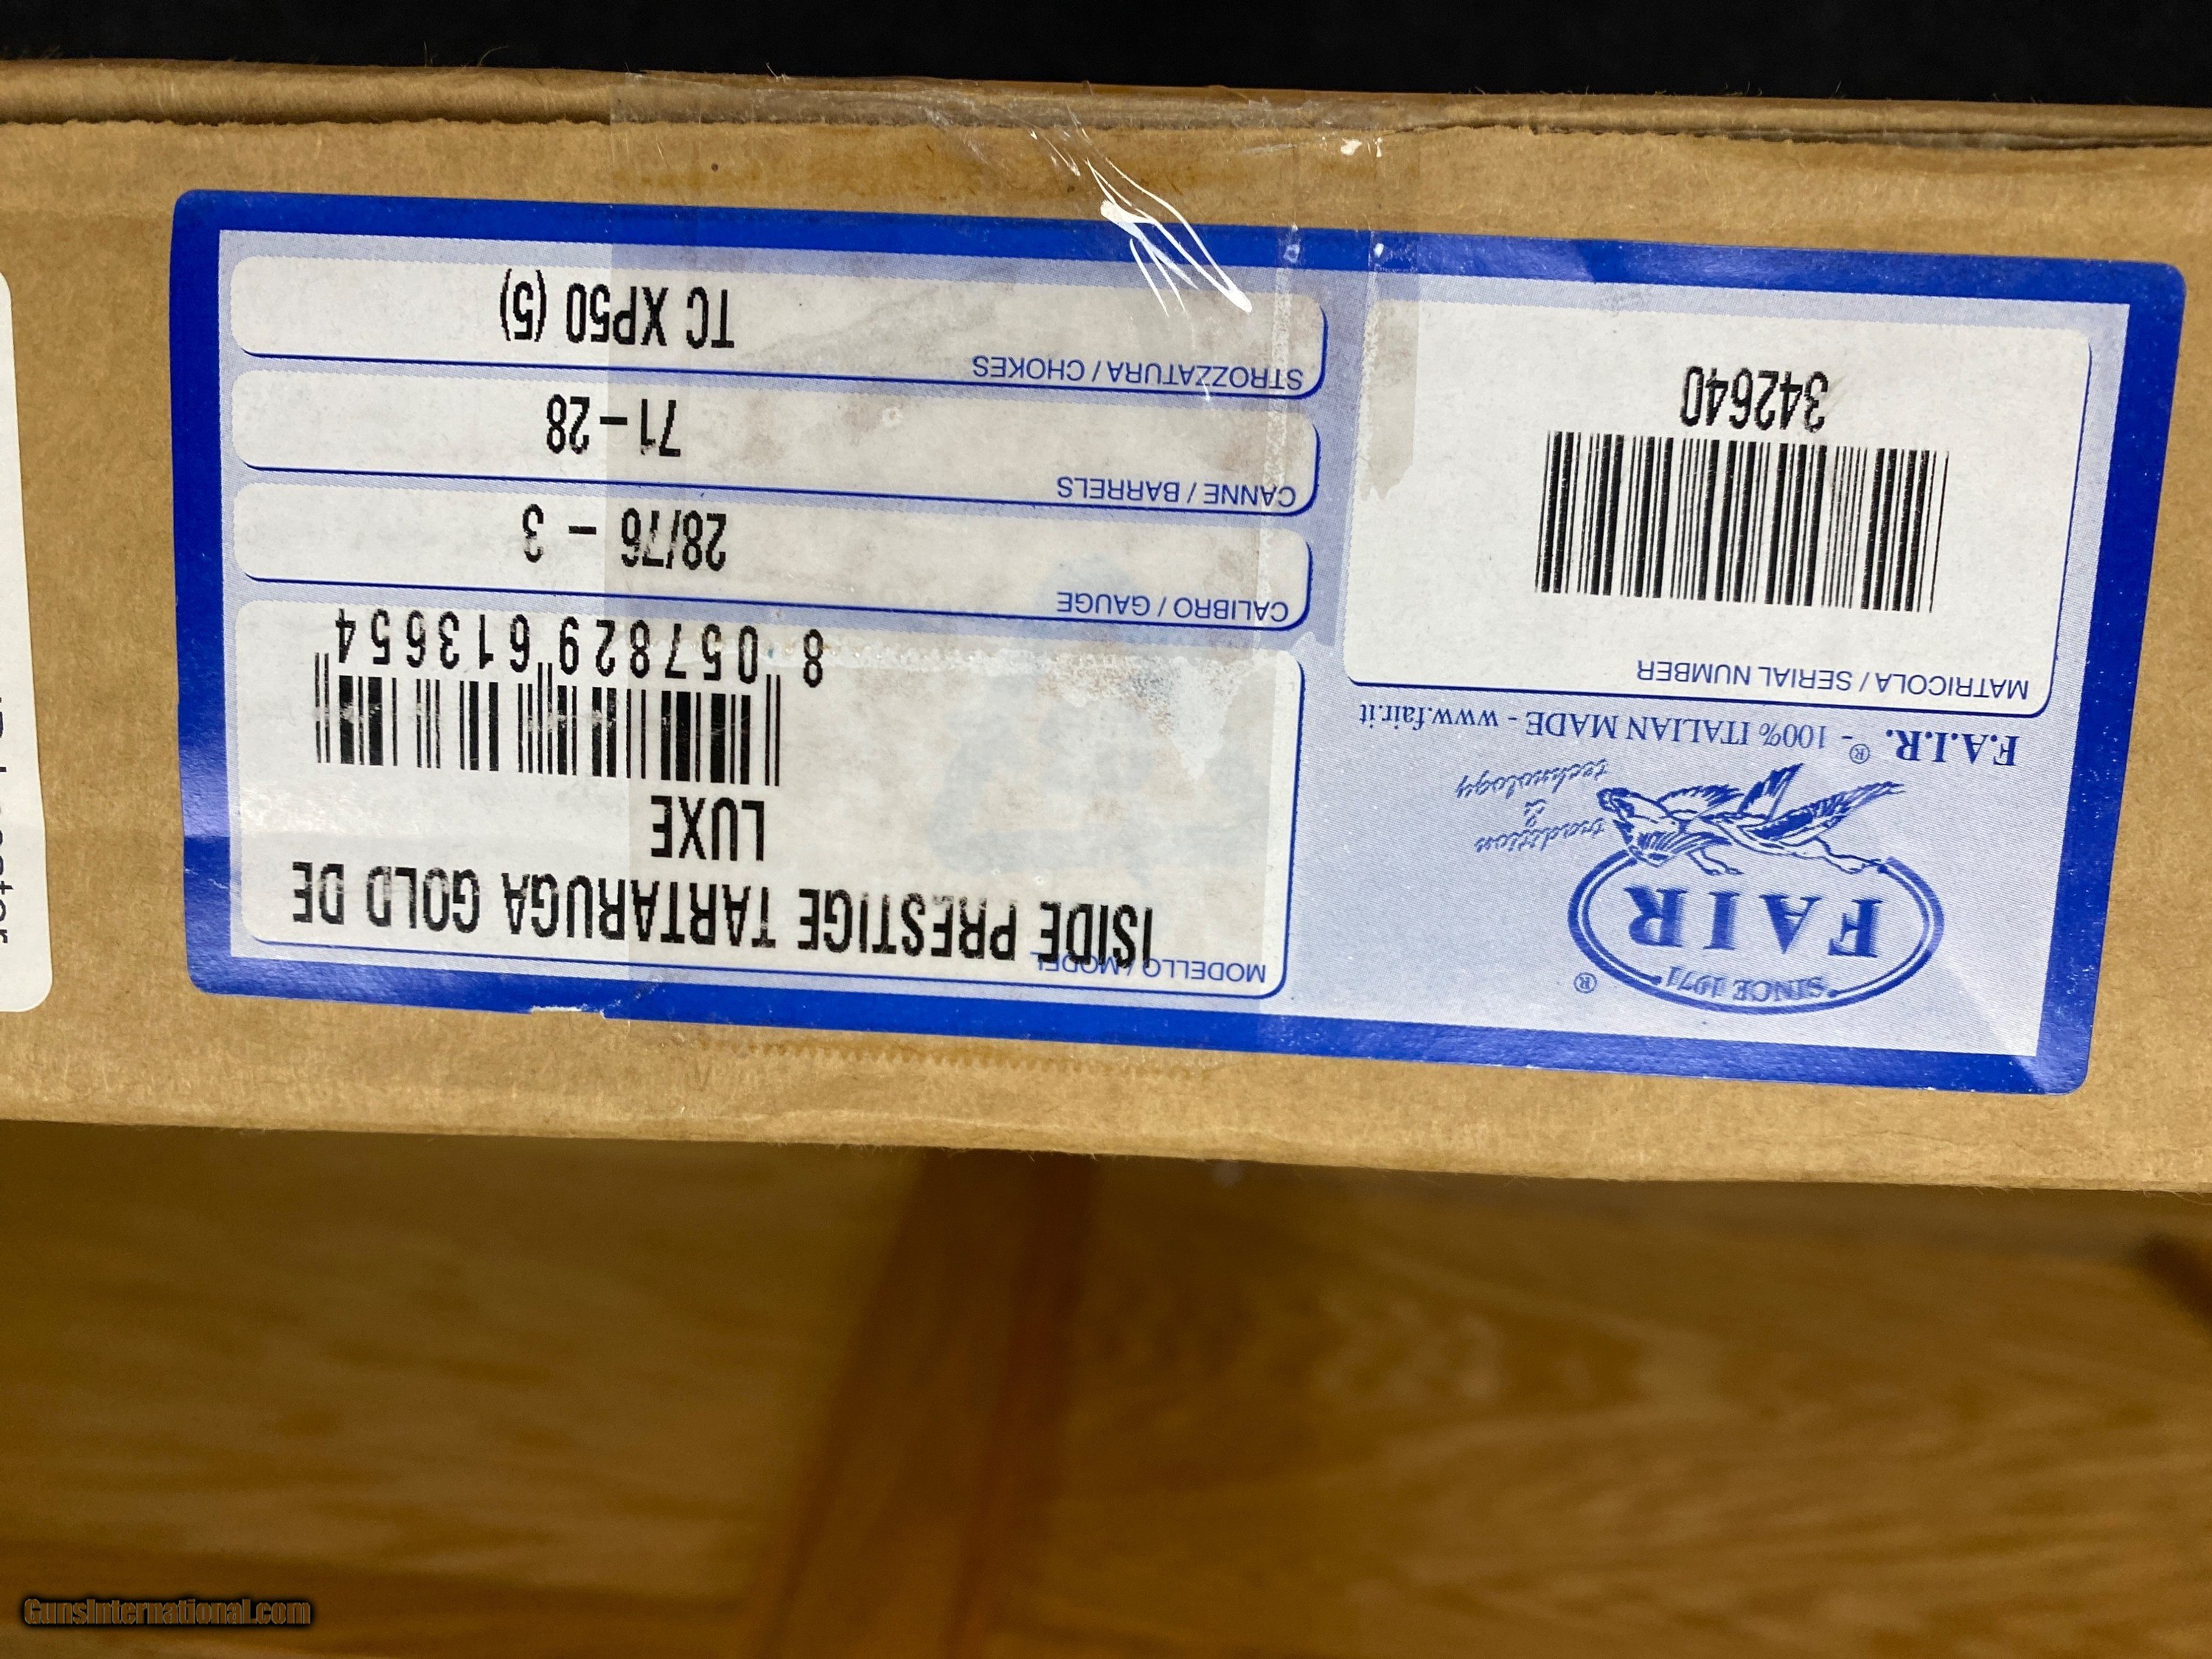 SINCE 1971
FAIR
®
tradition
&
technology
F.A.I.R.® - 100% ITALIAN MADE - www.fair.it
MATRICOLA / SERIAL NUMBER
342640
MODELLO / MODEL
ISIDE PRESTIGE TARTARUGA GOLD DE
LUXE
8 057829 613654
CALIBRO / GAUGE
28/76 - 3
CANNE / BARRELS
71-28
STROZZATURA / CHOKES
TC XP50 (5)
GunsInternational.com